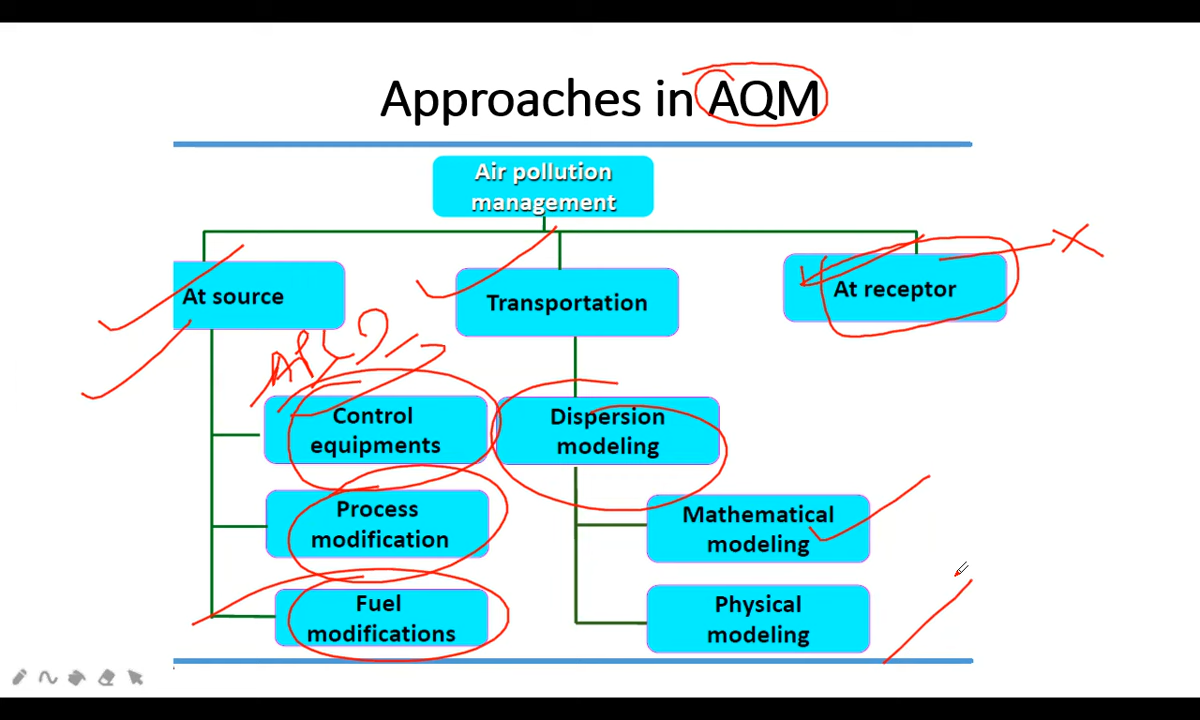 Approaches in AQM
Air pollution
management
At source
Transportation
At receptor
Control
equipments
Dispersion
modeling
Process
modification
Mathematical
modeling
Fuel
modifications
Physical
modeling